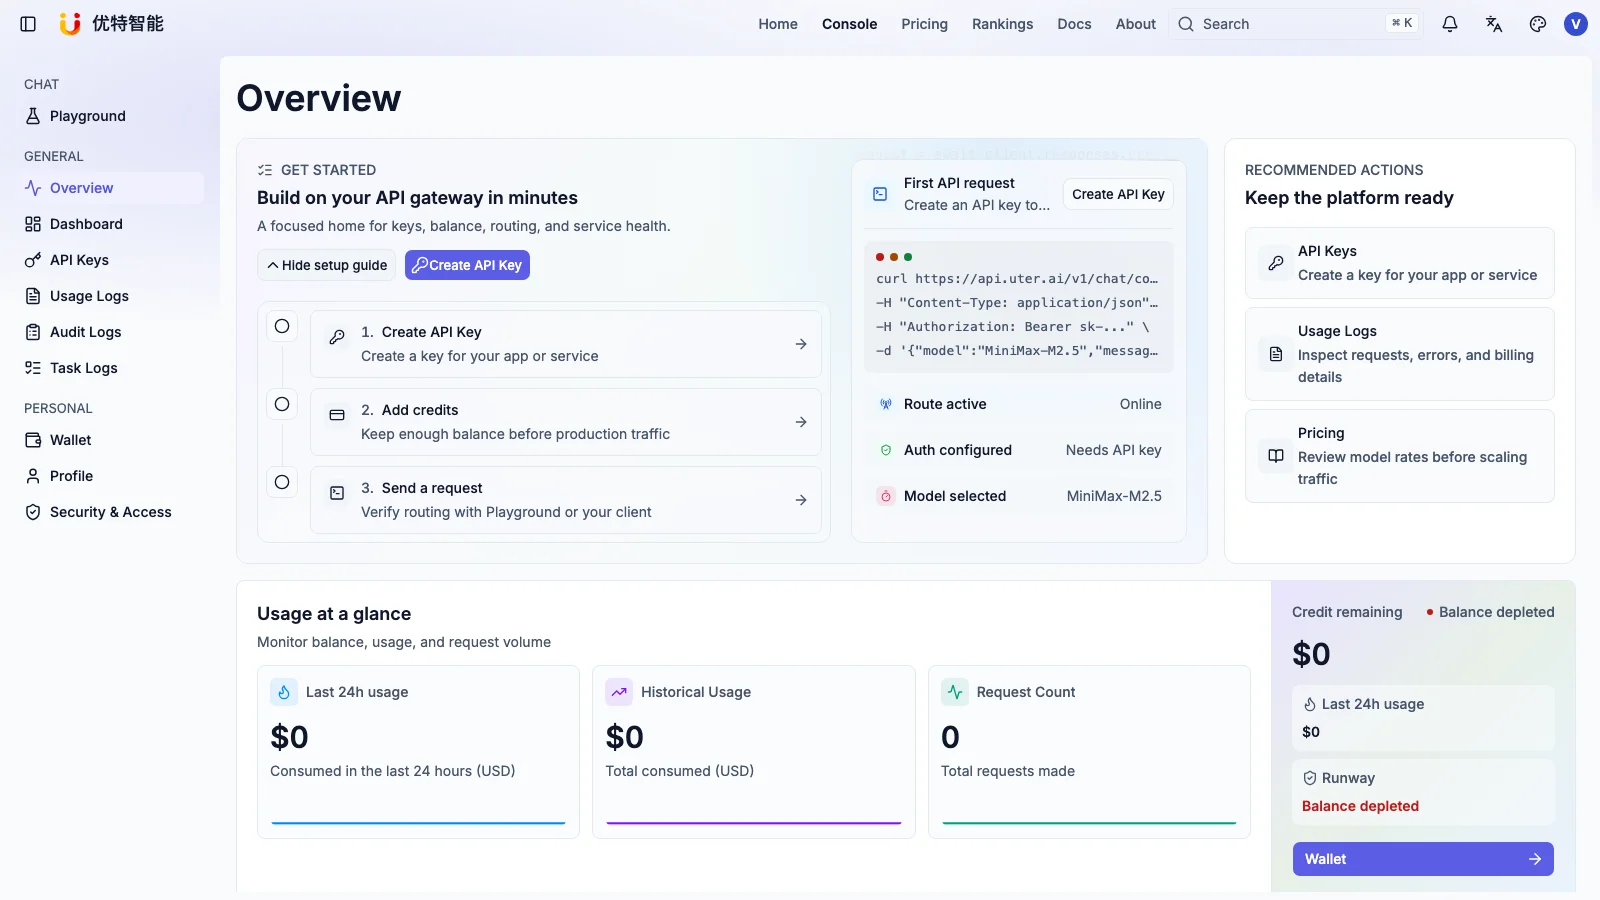 优特智能
Home
Console
Pricing
Rankings
Docs
About
Search
⌘ K
V
CHAT
Playground
GENERAL
Overview
Dashboard
API Keys
Usage Logs
Audit Logs
Task Logs
PERSONAL
Wallet
Profile
Security & Access
Overview
GET STARTED
Build on your API gateway in minutes
A focused home for keys, balance, routing, and service health.
Hide setup guide
Create API Key
1. Create API Key
Create a key for your app or service
2. Add credits
Keep enough balance before production traffic
3. Send a request
Verify routing with Playground or your client
First API request
Create an API key to...
Create API Key
curl https://api.uter.ai/v1/chat/co…
-H "Content-Type: application/json"…
-H "Authorization: Bearer sk-..." \
-d '{"model":"MiniMax-M2.5","messag…
Route active
Online
Auth configured
Needs API key
Model selected
MiniMax-M2.5
RECOMMENDED ACTIONS
Keep the platform ready
API Keys
Create a key for your app or service
Usage Logs
Inspect requests, errors, and billing
details
Pricing
Review model rates before scaling
traffic
Usage at a glance
Monitor balance, usage, and request volume
Last 24h usage
$0
Consumed in the last 24 hours (USD)
Historical Usage
$0
Total consumed (USD)
Request Count
0
Total requests made
Credit remaining
Balance depleted
$0
Last 24h usage
$0
Runway
Balance depleted
Wallet